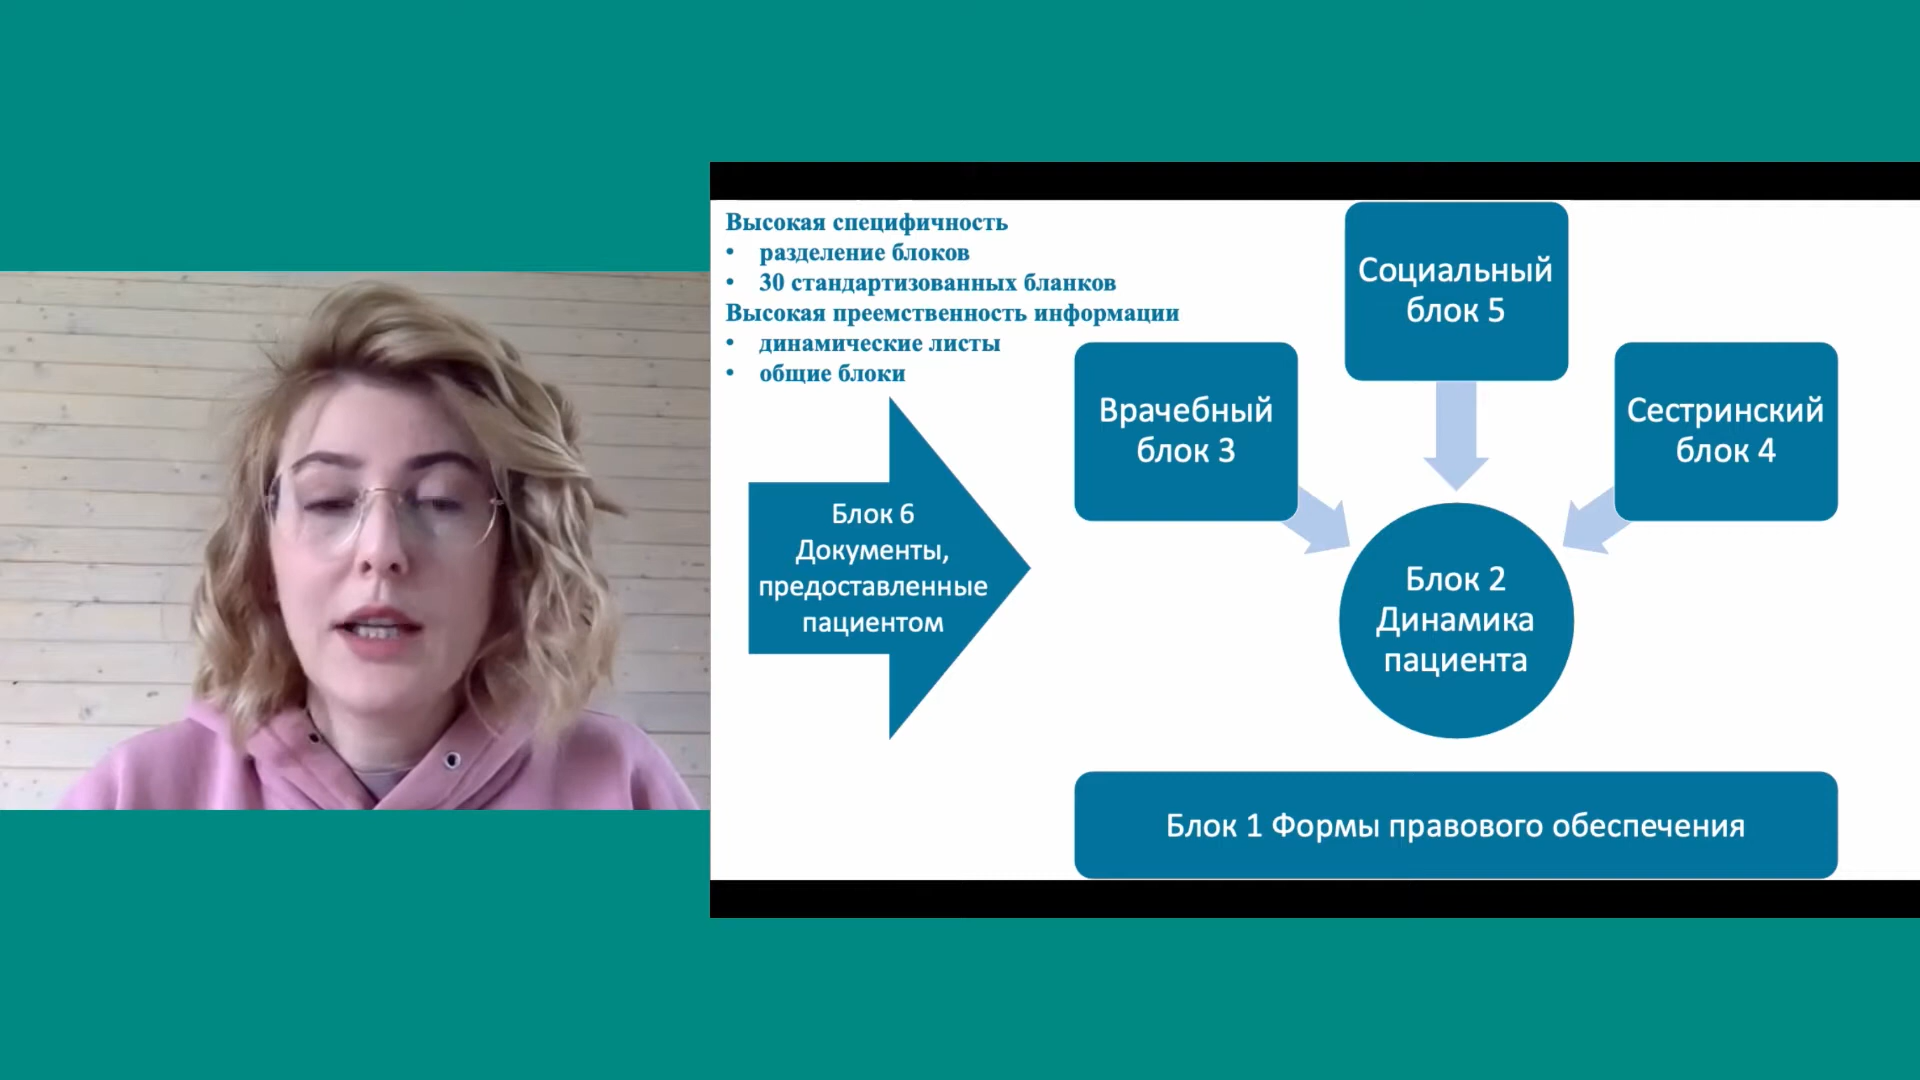 Высокая специфичность
• разделение блоков
• 30 стандартизованных бланков
Высокая преемственность информации
• динамические листы
• общие блоки
Социальный
блок 5
Врачебный
блок 3
Сестринский
блок 4
Блок 6
Документы,
предоставленные
пациентом
Блок 2
Динамика
пациента
Блок 1 Формы правового обеспечения